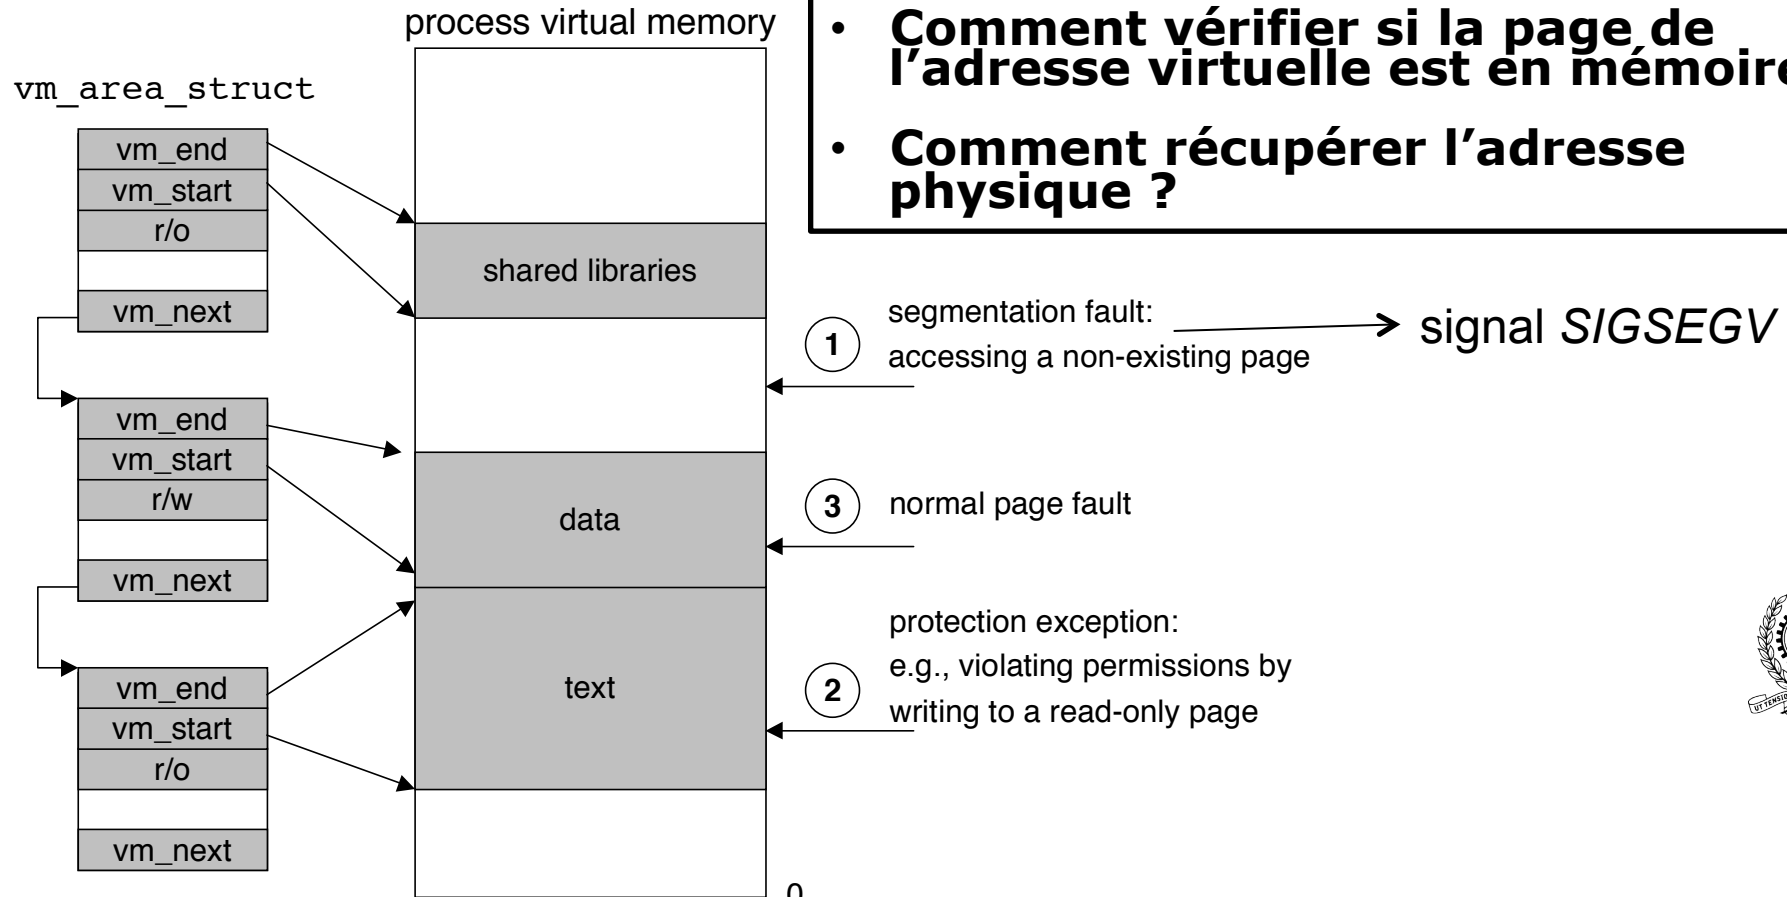 process virtual memory
• Comment vérifier si la page de
l’adresse virtuelle est en mémoire
• Comment récupérer l’adresse
physique ?
vm_area_struct
vm_end
vm_start
r/o
vm_next
vm_end
vm_start
r/w
vm_next
vm_end
vm_start
r/o
vm_next
shared libraries
data
text
0
1
segmentation fault:
accessing a non-existing page
signal SIGSEGV
3
normal page fault
2
protection exception:
e.g., violating permissions by
writing to a read-only page